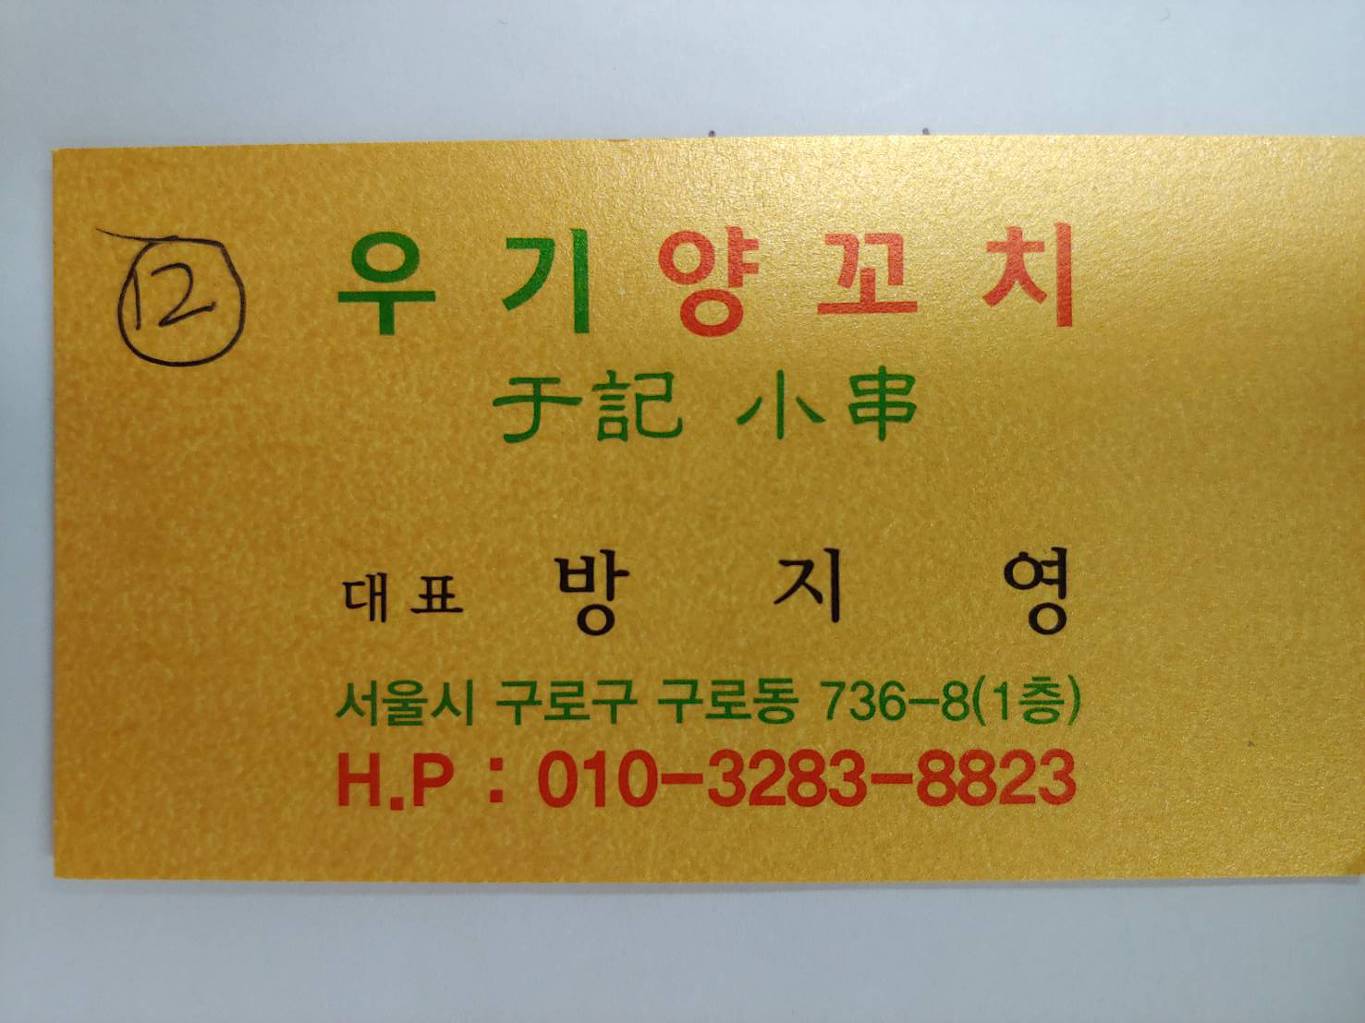 12
우기양꼬치
于記 小串
대표 방지영
서울시 구로구 구로동 736-8(1층)
H.P : 010-3283-8823